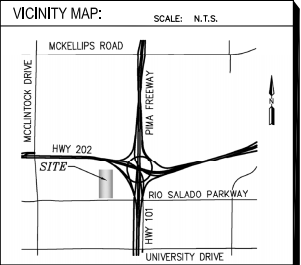 VICINITY MAP:
SCALE: N.T.S.
MCKELLIPS ROAD
MCCLINTOCK DRIVE
PIMA FREEWAY
N
HWY 202
SITE
RIO SALADO PARKWAY
HWY 101
UNIVERSITY DRIVE